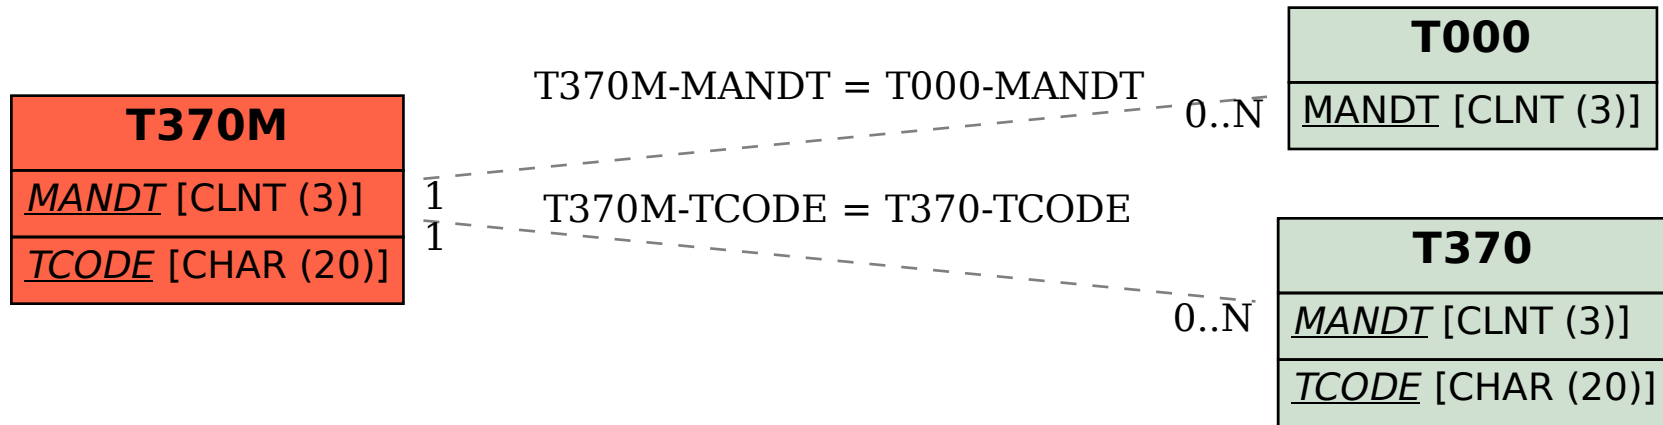 T370M
MANDT [CLNT (3)]
TCODE [CHAR (20)]
T370M-MANDT = T000-MANDT
1
0..N
T370M-TCODE = T370-TCODE
1
0..N
T000
MANDT [CLNT (3)]
T370
MANDT [CLNT (3)]
TCODE [CHAR (20)]